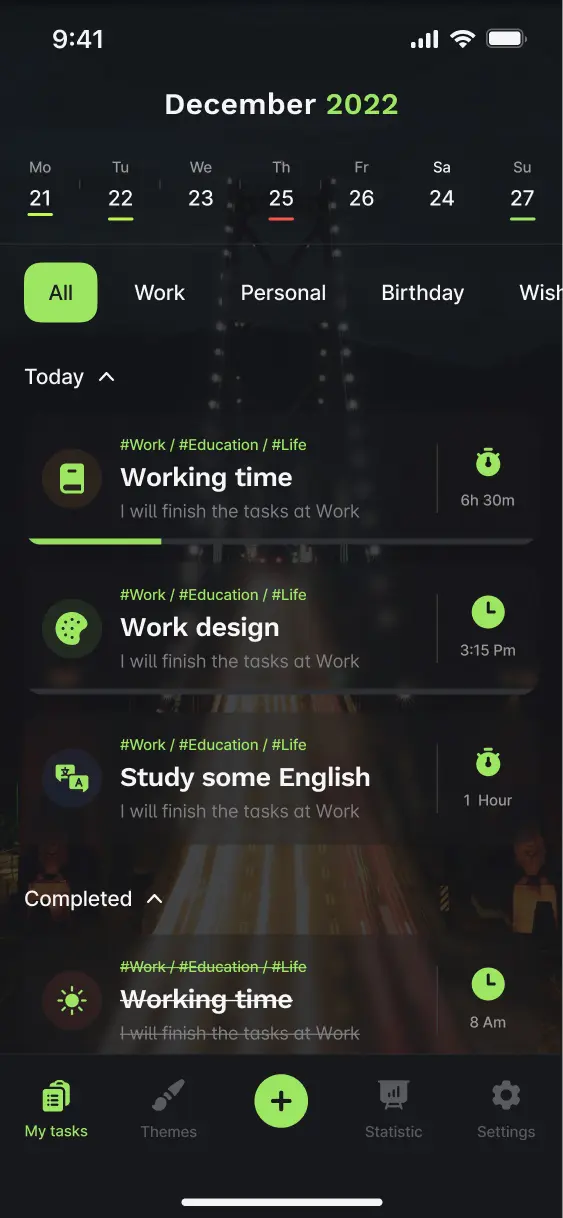 9:41
December 2022
Mo Tu We Th Fr Sa Su
21 22 23 25 26 24 27
All Work Personal Birthday Wish
Today
#Work / #Education / #Life
Working time
I will finish the tasks at Work
6h 30m
#Work / #Education / #Life
Work design
I will finish the tasks at Work
3:15 Pm
#Work / #Education / #Life
Study some English
I will finish the tasks at Work
1 Hour
Completed
#Work / #Education / #Life
Working time
I will finish the tasks at Work
8 Am
My tasks Themes Statistic Settings